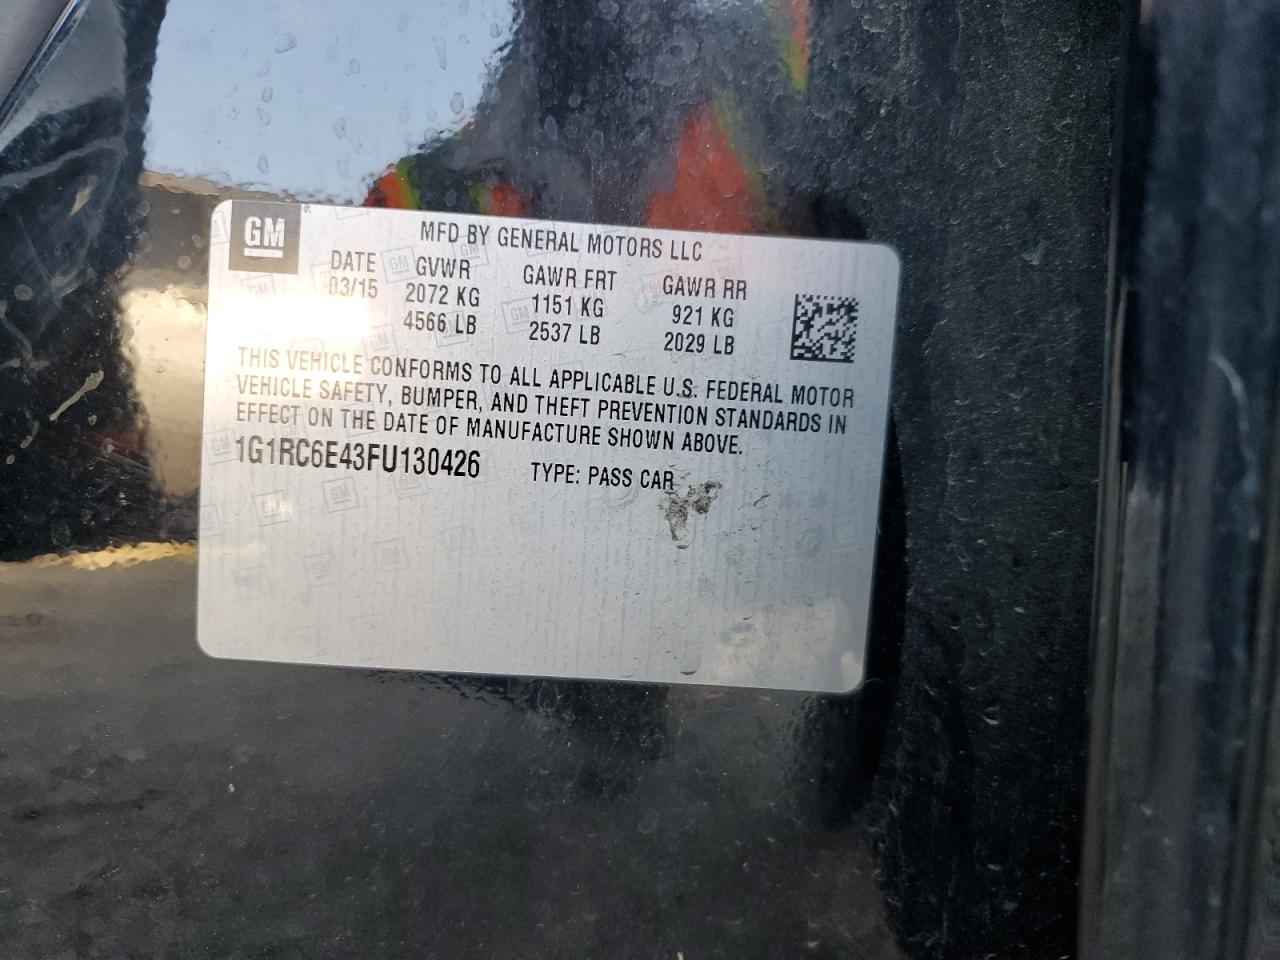 GM
MFD BY GENERAL MOTORS LLC
DATE GVWR GAWR FRT GAWR RR
03/15 2072 KG 1151 KG 921 KG
4566 LB 2537 LB 2029 LB
THIS VEHICLE CONFORMS TO ALL APPLICABLE U.S. FEDERAL MOTOR
VEHICLE SAFETY, BUMPER, AND THEFT PREVENTION STANDARDS IN
EFFECT ON THE DATE OF MANUFACTURE SHOWN ABOVE.
1G1RC6E43FU130426 TYPE: PASS CAR